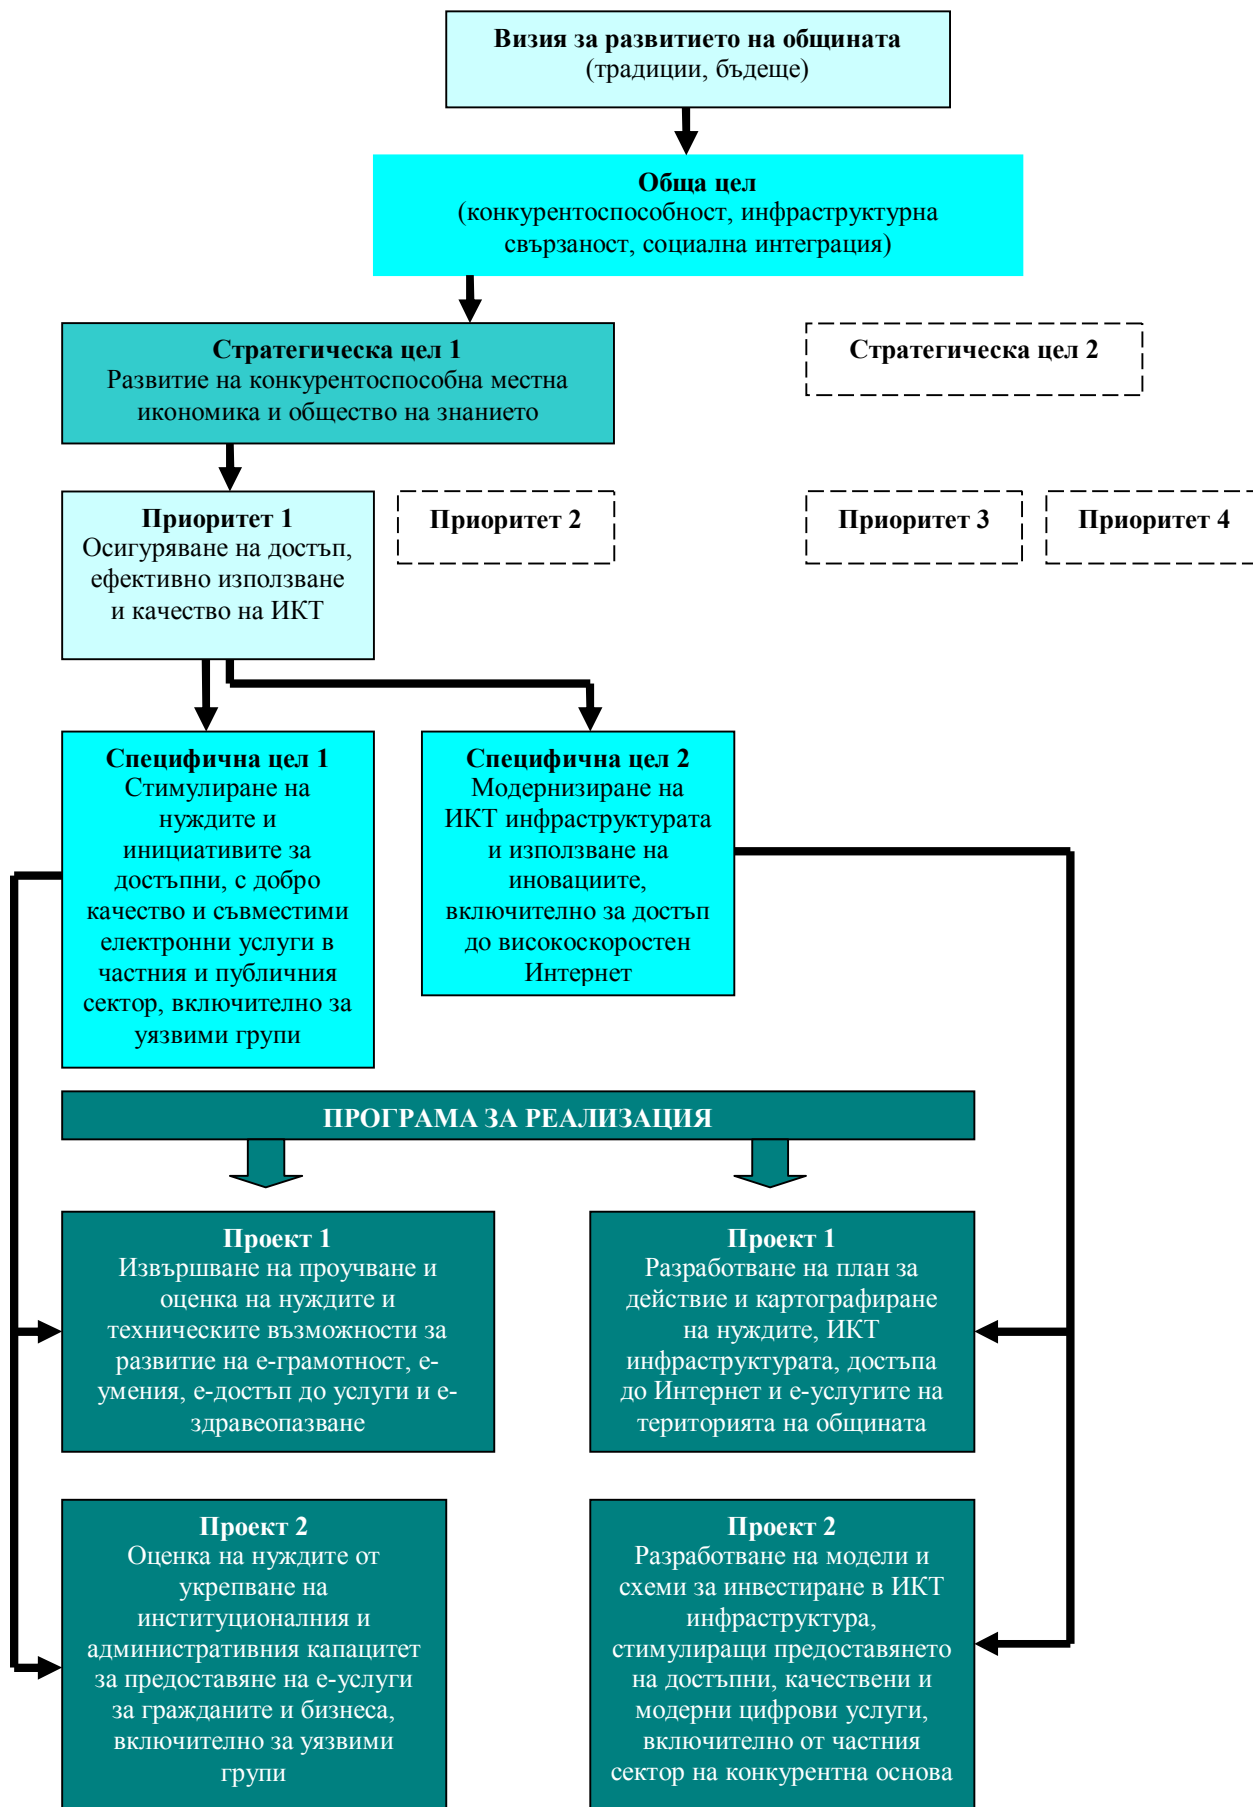 Визия за развитието на общината
(традиции, бъдеще)
Обща цел
(конкурентоспособност, инфраструктурна
свързаност, социална интеграция)
Стратегическа цел 1
Развитие на конкурентоспособна местна
икономика и общество на знанието
Стратегическа цел 2
Приоритет 1
Осигуряване на достъп,
ефективно използване
и качество на ИКТ
Приоритет 2
Приоритет 3
Приоритет 4
Специфична цел 1
Стимулиране на
нуждите и
инициативите за
достъпни, с добро
качество и съвместими
електронни услуги в
частния и публичния
сектор, включително за
уязвими групи
Специфична цел 2
Модернизиране на
ИКТ инфраструктурата
и използване на
иновациите,
включително за достъп
до високоскоростен
Интернет
ПРОГРАМА ЗА РЕАЛИЗАЦИЯ
Проект 1
Извършване на проучване и
оценка на нуждите и
техническите възможности за
развитие на е-грамотност, е-
умения, е-достъп до услуги и е-
здравеопазване
Проект 1
Разработване на план за
действие и картографиране
на нуждите, ИКТ
инфраструктурата, достъпа
до Интернет и е-услугите на
територията на общината
Проект 2
Оценка на нуждите от
укрепване на
институционалния и
административния капацитет
за предоставяне на е-услуги
за гражданите и бизнеса,
включително за уязвими
групи
Проект 2
Разработване на модели и
схеми за инвестиране в ИКТ
инфраструктура,
стимулиращи предоставянето
на достъпни, качествени и
модерни цифрови услуги,
включително от частния
сектор на конкурентна основа